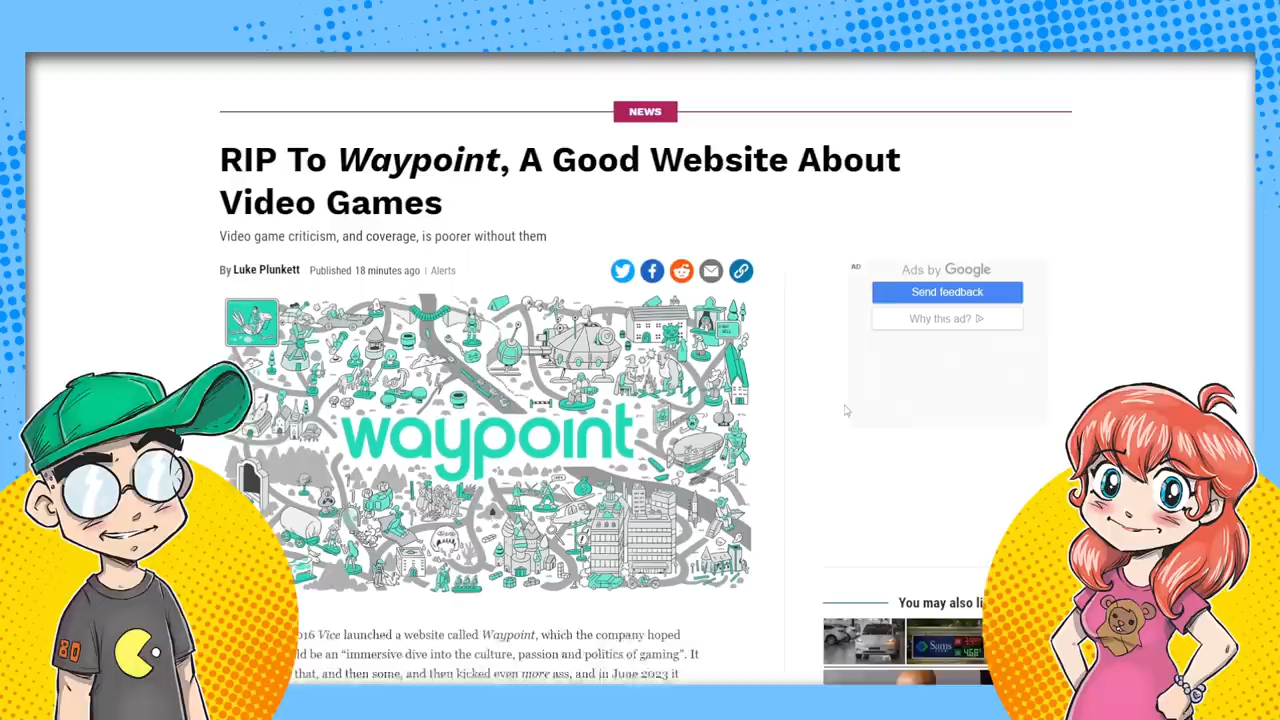 NEWS
RIP To Waypoint, A Good Website About
Video Games
Video game criticism, and coverage, is poorer without them
By Luke Plunkett Published 18 minutes ago | Alerts
AD
Ads by Google
Send feedback
Why this ad?
waypoint
80
You may also li
Sams
016 Vice launched a website called Waypoint, which the company hoped
ld be an “immersive dive into the culture, passion and politics of gaming”. It
that, and then some, and then kicked even more ass, and in June 2023 it